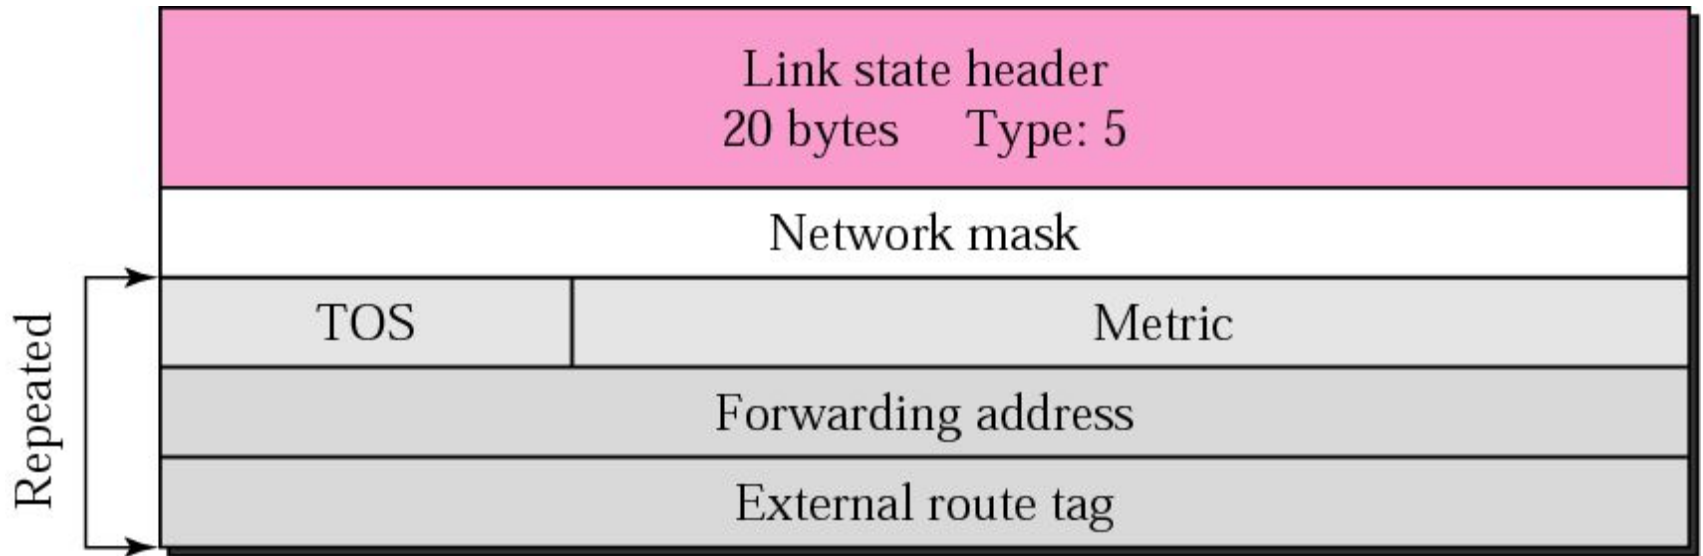 Link state header
20 bytes Type: 5
Network mask
Repeated
TOS Metric
Forwarding address
External route tag